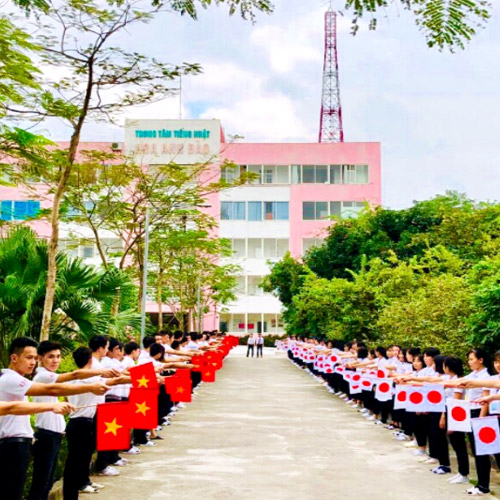 TRUNG TÂM TIẾNG NHẬT
HOA ANH ĐÀO